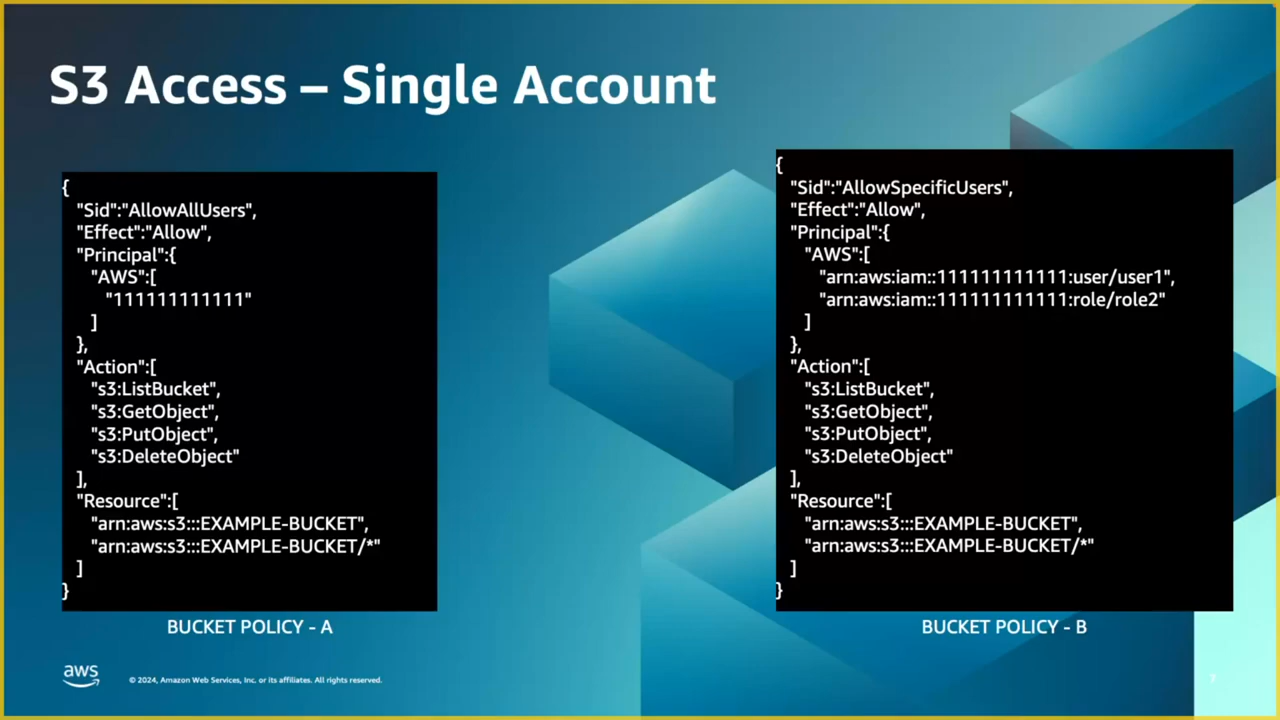 S3 Access – Single Account
{
"Sid":"AllowAllUsers",
"Effect":"Allow",
"Principal":{
"AWS":[
"111111111111"
]
},
"Action":[
"s3:ListBucket",
"s3:GetObject",
"s3:PutObject",
"s3:DeleteObject"
],
"Resource":[
"arn:aws:s3:::EXAMPLE-BUCKET",
"arn:aws:s3:::EXAMPLE-BUCKET/*"
]
}
BUCKET POLICY - A
{
"Sid":"AllowSpecificUsers",
"Effect":"Allow",
"Principal":{
"AWS":[
"arn:aws:iam::111111111111:user/user1",
"arn:aws:iam::111111111111:role/role2"
]
},
"Action":[
"s3:ListBucket",
"s3:GetObject",
"s3:PutObject",
"s3:DeleteObject"
],
"Resource":[
"arn:aws:s3:::EXAMPLE-BUCKET",
"arn:aws:s3:::EXAMPLE-BUCKET/*"
]
}
BUCKET POLICY - B
aws
© 2024, Amazon Web Services, Inc. or its affiliates. All rights reserved.